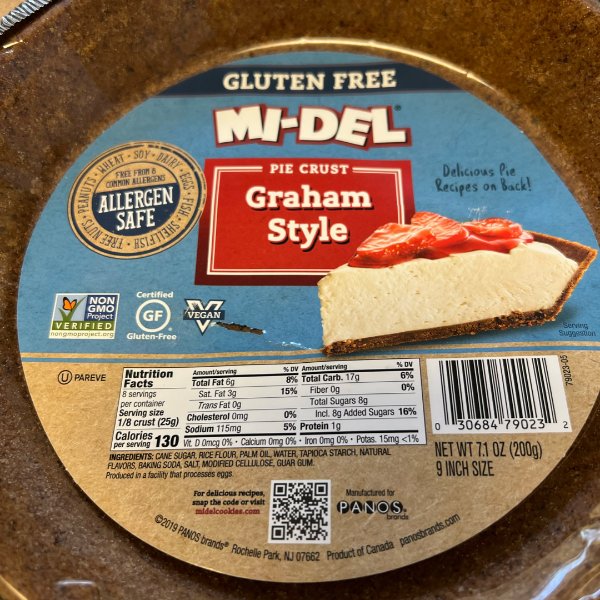 GLUTEN FREE
MI-DEL®
PIE CRUST
Graham
Style
Delicious Pie
Recipes on Back!
PEANUTS • WHEAT • SOY • DAIRY • EGGS • FISH • SHELLFISH • TREE NUTS
FREE FROM 8
COMMON ALLERGENS
ALLERGEN
SAFE
NON
GMO
Project
VERIFIED
nongmoproject.org
Certified
GF
Gluten-Free
VEGAN
Serving
Suggestion
U PAREVE
Nutrition
Facts
8 servings
per container
Serving size
1/8 crust (25g)
Calories
per serving 130
Amount/serving % DV
Total Fat 6g 8%
Sat. Fat 3g 15%
Trans Fat 0g
Cholesterol 0mg 0%
Sodium 115mg 5%
Amount/serving % DV
Total Carb. 17g 6%
Fiber 0g 0%
Total Sugars 8g
Incl. 8g Added Sugars 16%
Protein 1g
Vit. D 0mcg 0% • Calcium 0mg 0% • Iron 0mg 0% • Potas. 15mg <1%
INGREDIENTS: CANE SUGAR, RICE FLOUR, PALM OIL, WATER, TAPIOCA STARCH, NATURAL
FLAVORS, BAKING SODA, SALT, MODIFIED CELLULOSE, GUAR GUM.
Produced in a facility that processes eggs.
0 30684 79023 2
NET WT 7.1 OZ (200g)
9 INCH SIZE
For delicious recipes,
snap the code or visit
midelcookies.com
Manufactured for
PANOS
brands
©2019 PANOS brands® Rochelle Park, NJ 07662 Product of Canada panosbrands.com